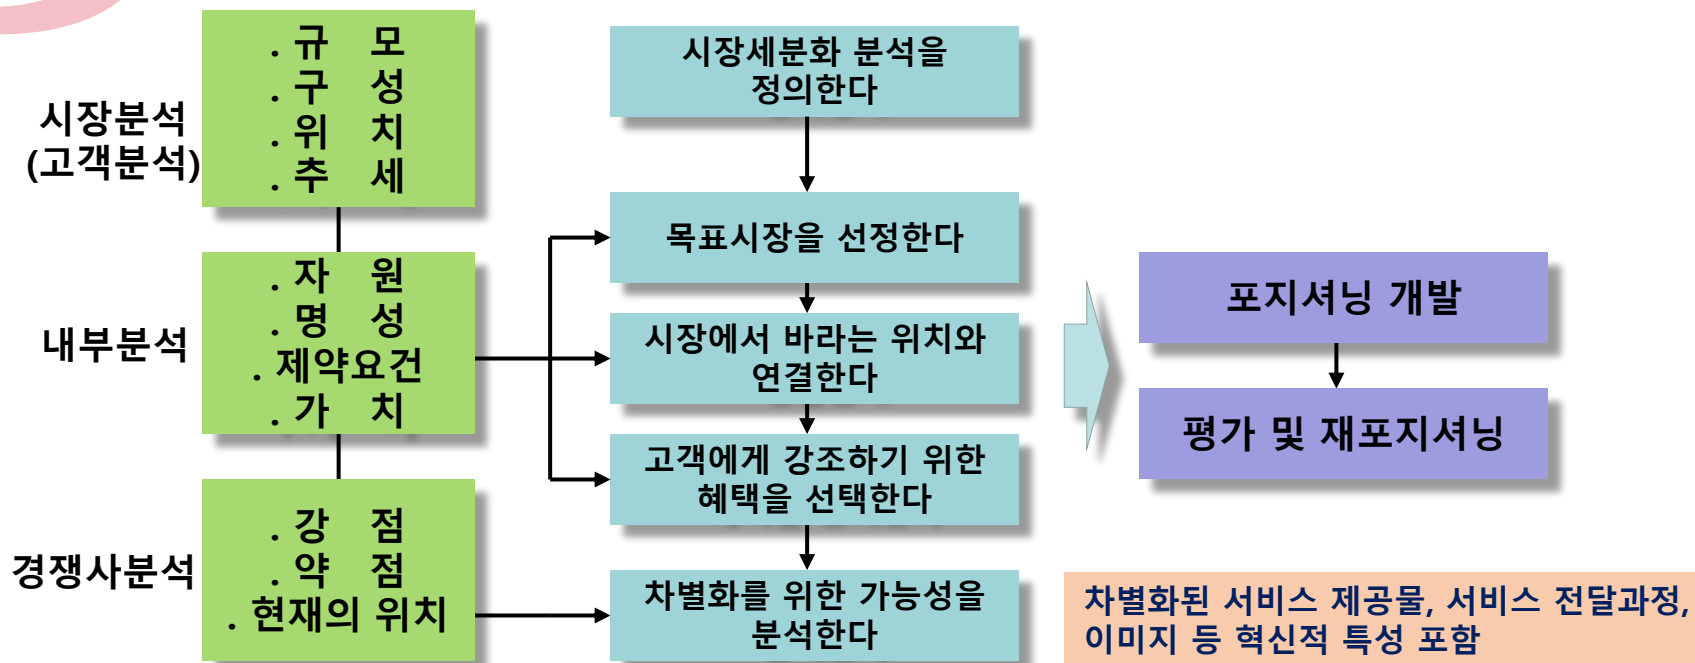 시장분석
(고객분석)
. 규 모
. 구 성
. 위 치
. 추 세
내부분석
. 자 원
. 명 성
. 제약요건
. 가 치
경쟁사분석
. 강 점
. 약 점
. 현재의 위치
시장세분화 분석을
정의한다
목표시장을 선정한다
시장에서 바라는 위치와
연결한다
고객에게 강조하기 위한
혜택을 선택한다
차별화를 위한 가능성을
분석한다
포지셔닝 개발
평가 및 재포지셔닝
차별화된 서비스 제공물, 서비스 전달과정,
이미지 등 혁신적 특성 포함